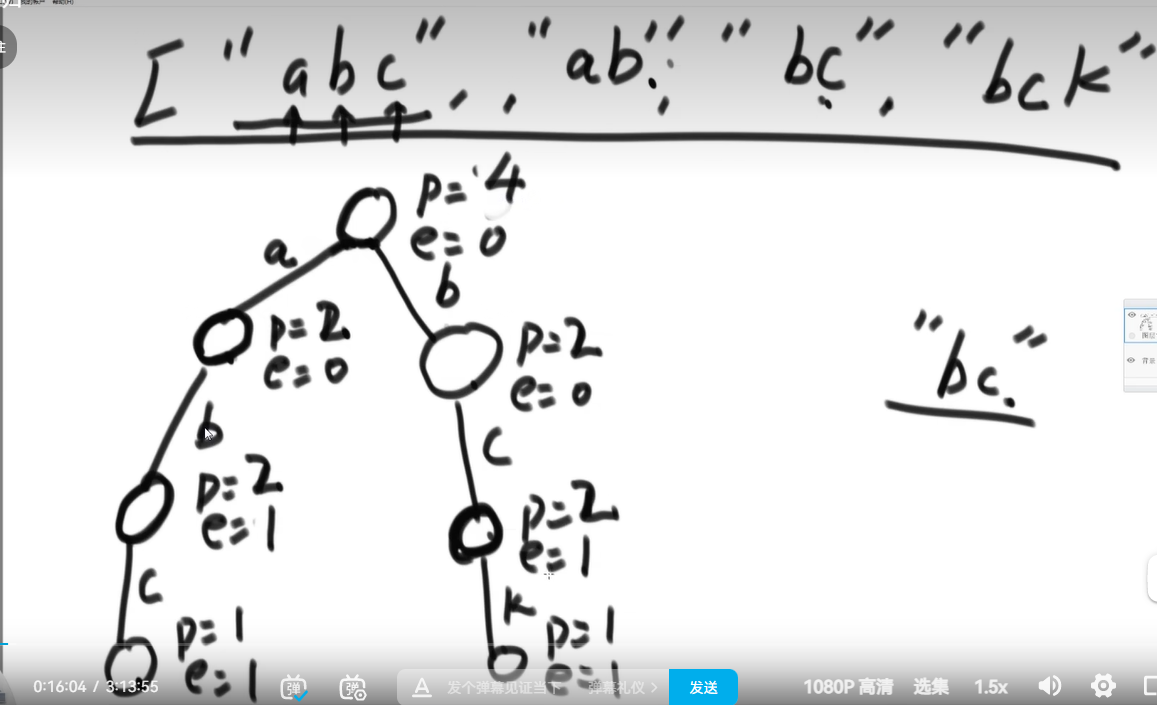 ["abc", , "ab", "bc", "bck"
p=4
e=0
a
b
p=2
e=0
p=2
e=0
"bc"
b
c
p=2
e=1
p=2
e=1
c
k
p=1
e=1
p=1
e=1
0:16:04 / 3:13:55
弹
弹
A
发个弹幕见证当下
弹幕礼仪 >
发送
1080P 高清
选集
1.5x